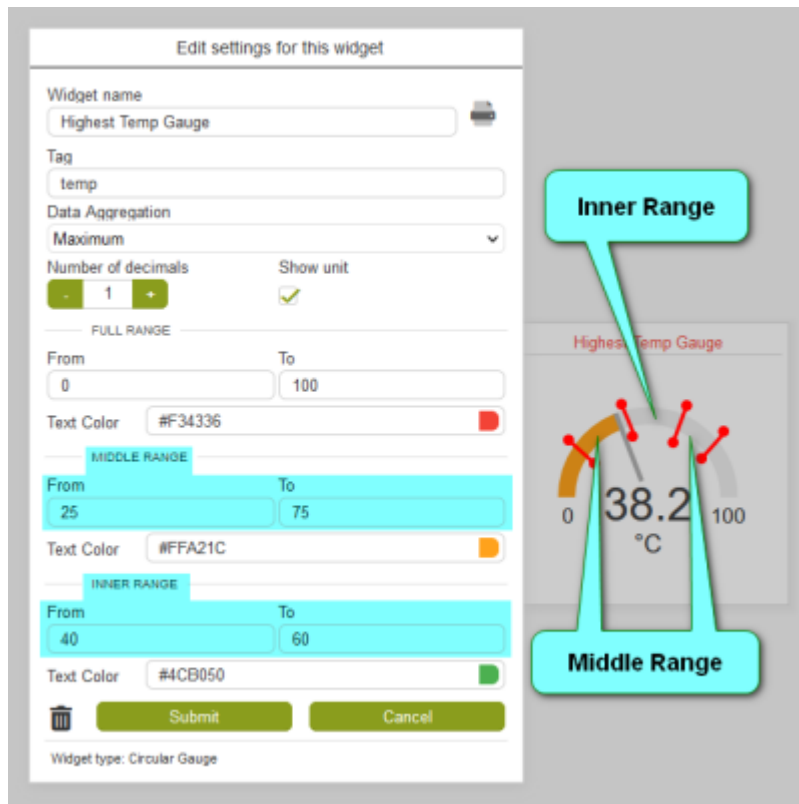 Edit settings for this widget
Widget name
Highest Temp Gauge
Tag
temp
Data Aggregation
Maximum
Number of decimals
Show unit
- 1 +
FULL RANGE
From To
0 100
Text Color #F34336
MIDDLE RANGE
From To
25 75
Text Color #FFA21C
INNER RANGE
From To
40 60
Text Color #4CB050
Submit Cancel
Widget type: Circular Gauge
Inner Range
Highest Temp Gauge
38.2
0 100
°C
Middle Range